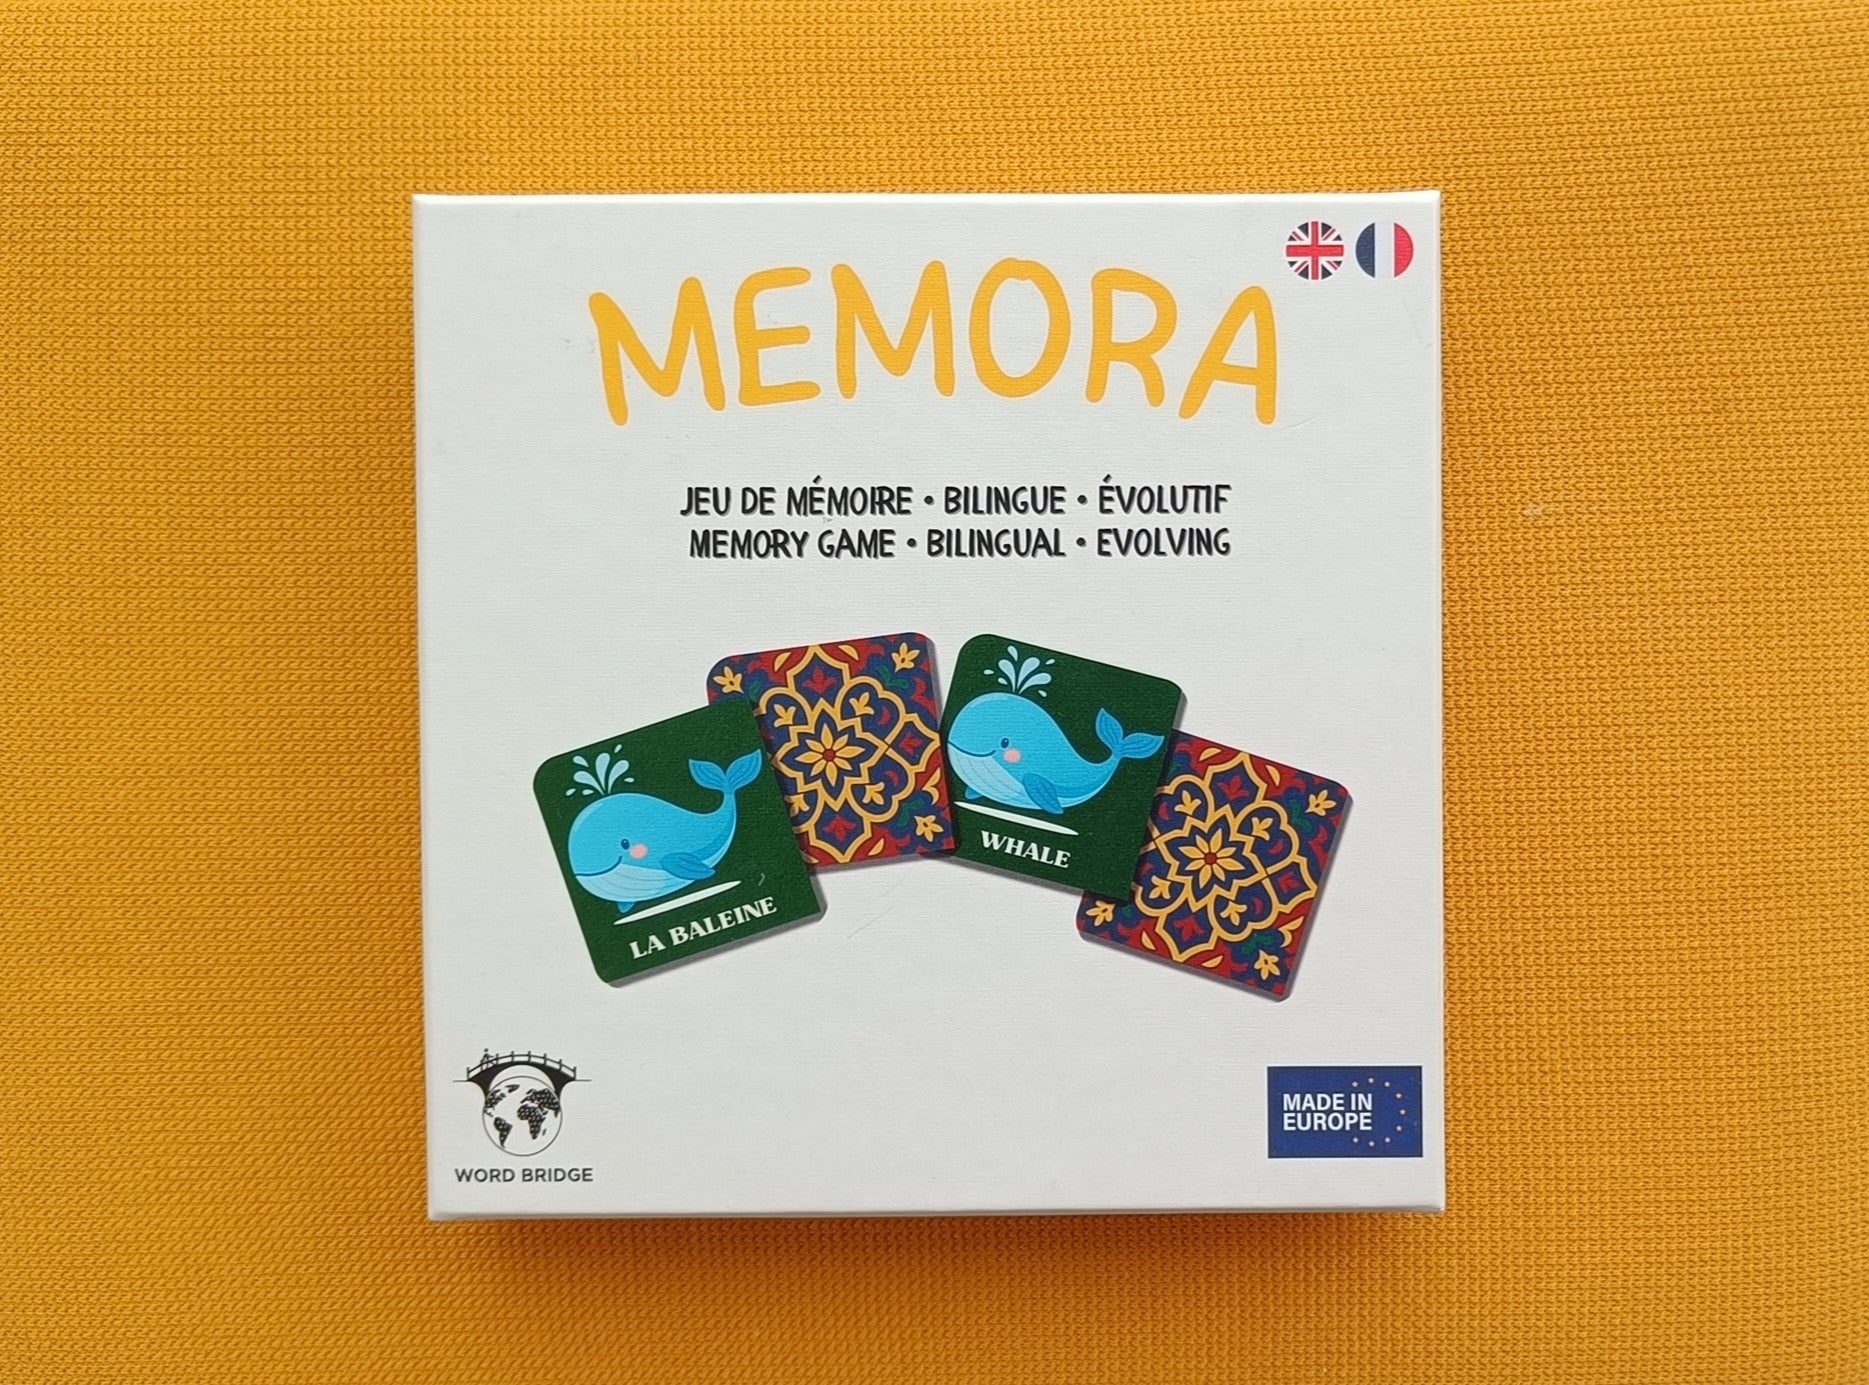 MEMORA
JEU DE MÉMOIRE • BILINGUE • ÉVOLUTIF
MEMORY GAME • BILINGUAL • EVOLVING
LA BALEINE
WHALE
WORD BRIDGE
MADE IN
EUROPE